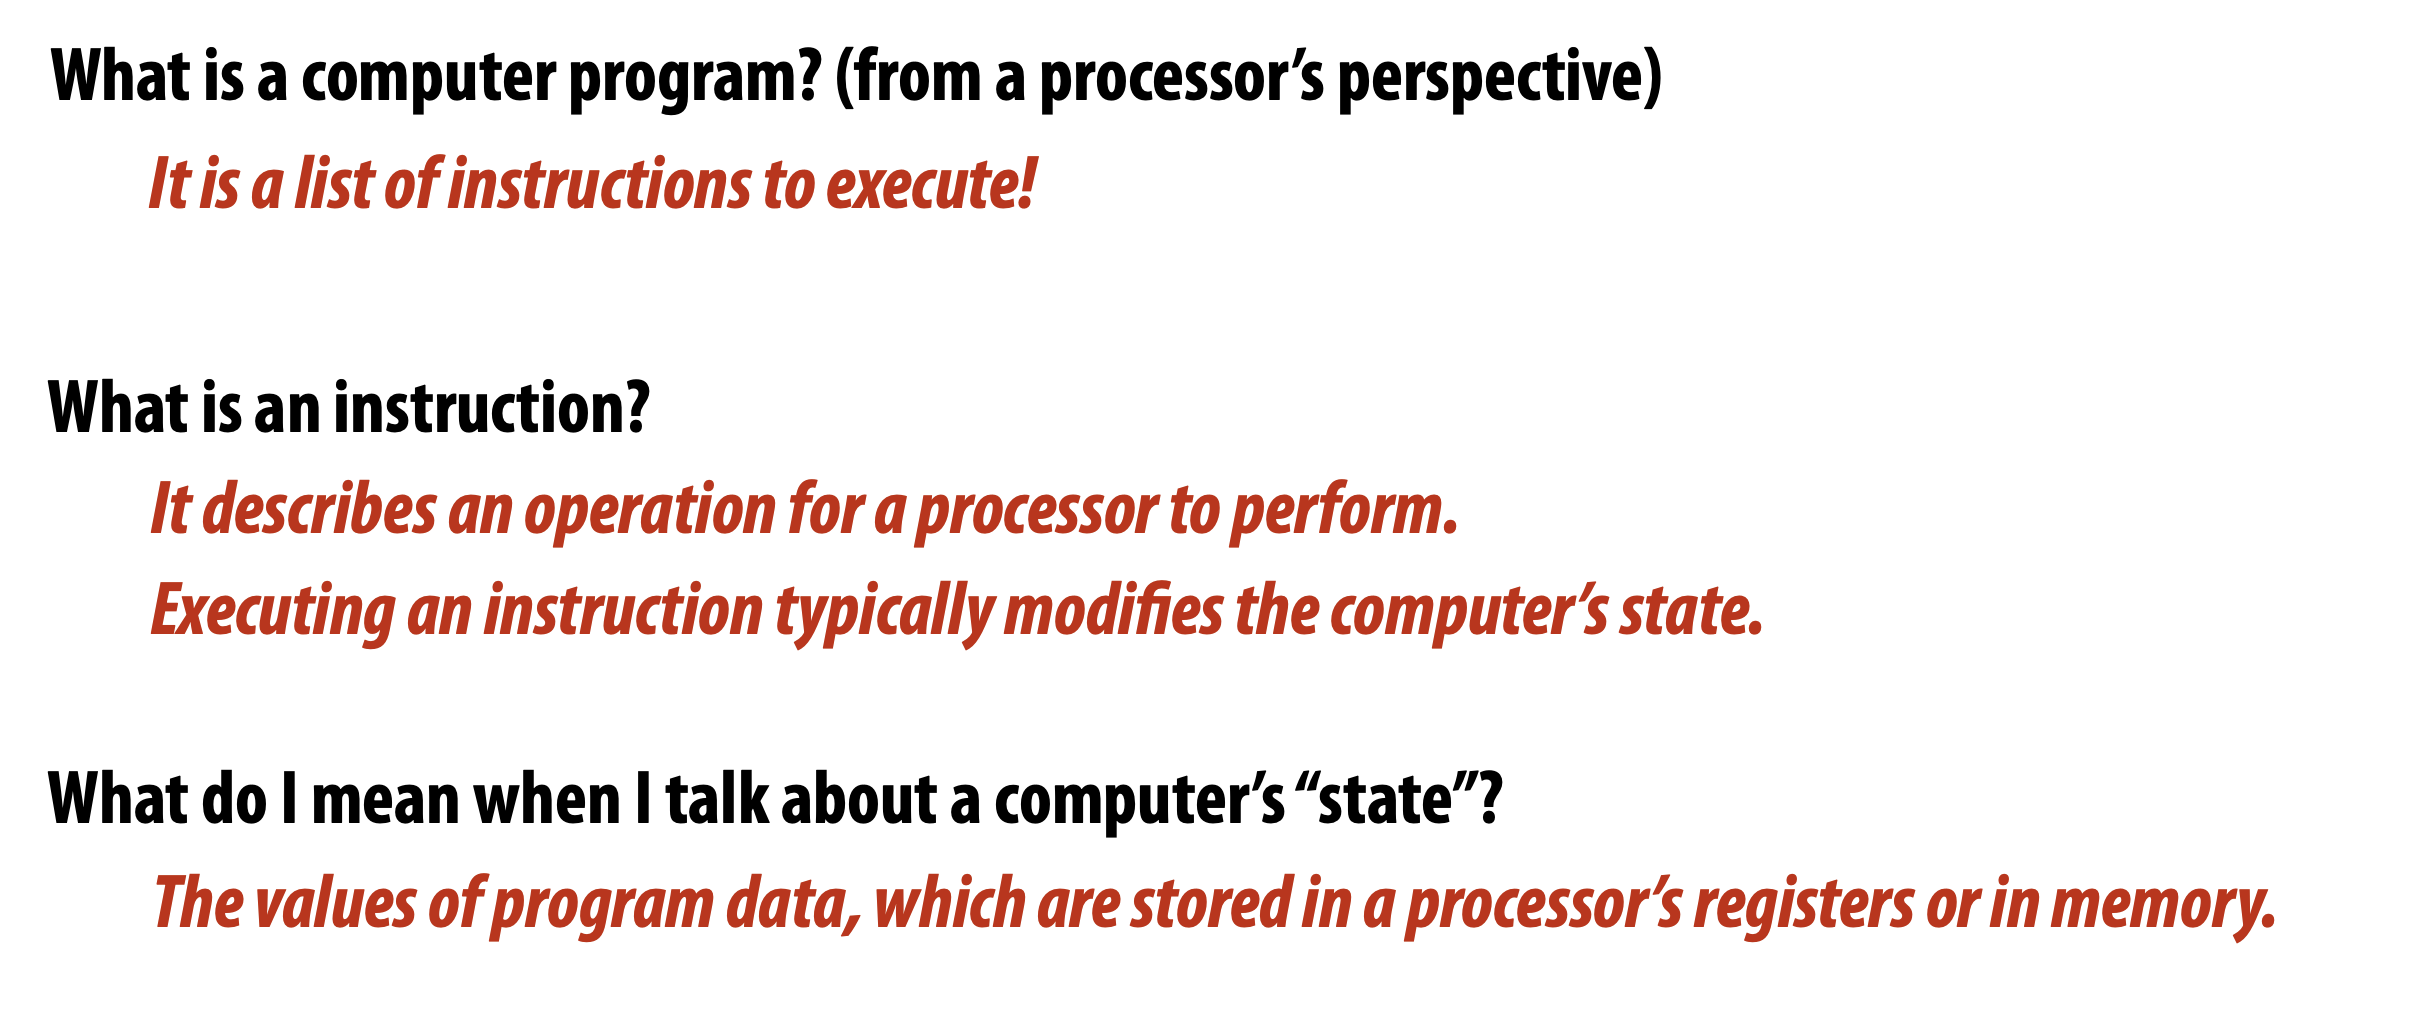 What is a computer program? (from a processor’s perspective)
It is a list of instructions to execute!
What is an instruction?
It describes an operation for a processor to perform.
Executing an instruction typically modifies the computer’s state.
What do I mean when I talk about a computer’s “state”?
The values of program data, which are stored in a processor’s registers or in memory.